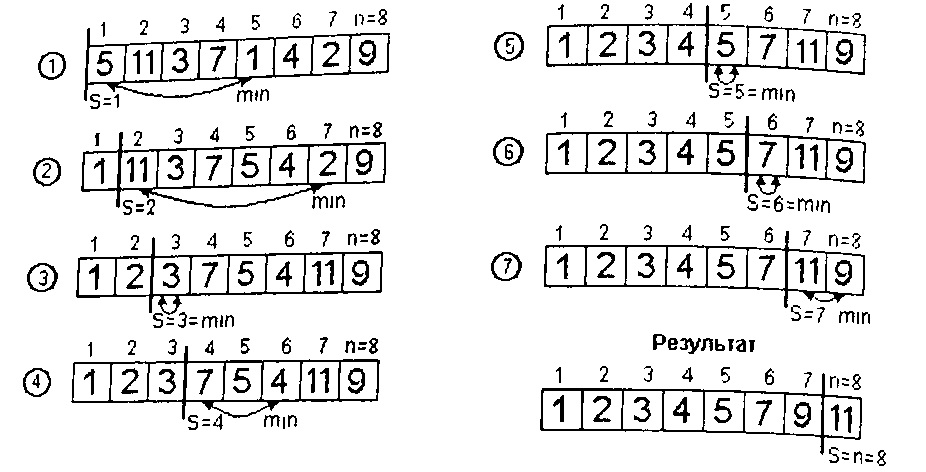 1 2 3 4 5 6 7 n=8
1 5 11 3 7 1 4 2 9
S=1 min
1 2 3 4 5 6 7 n=8
2 1 11 3 7 5 4 2 9
S=2 min
1 2 3 4 5 6 7 n=8
3 1 2 3 7 5 4 11 9
S=3=min
1 2 3 4 5 6 7 n=8
4 1 2 3 7 5 4 11 9
S=4 min
1 2 3 4 5 6 7 n=8
5 1 2 3 4 5 7 11 9
S=5=min
1 2 3 4 5 6 7 n=8
6 1 2 3 4 5 7 11 9
S=6=min
1 2 3 4 5 6 7 n=8
7 1 2 3 4 5 7 11 9
S=7 min
Результат
1 2 3 4 5 6 7 n=8
1 2 3 4 5 7 9 11
S=n=8